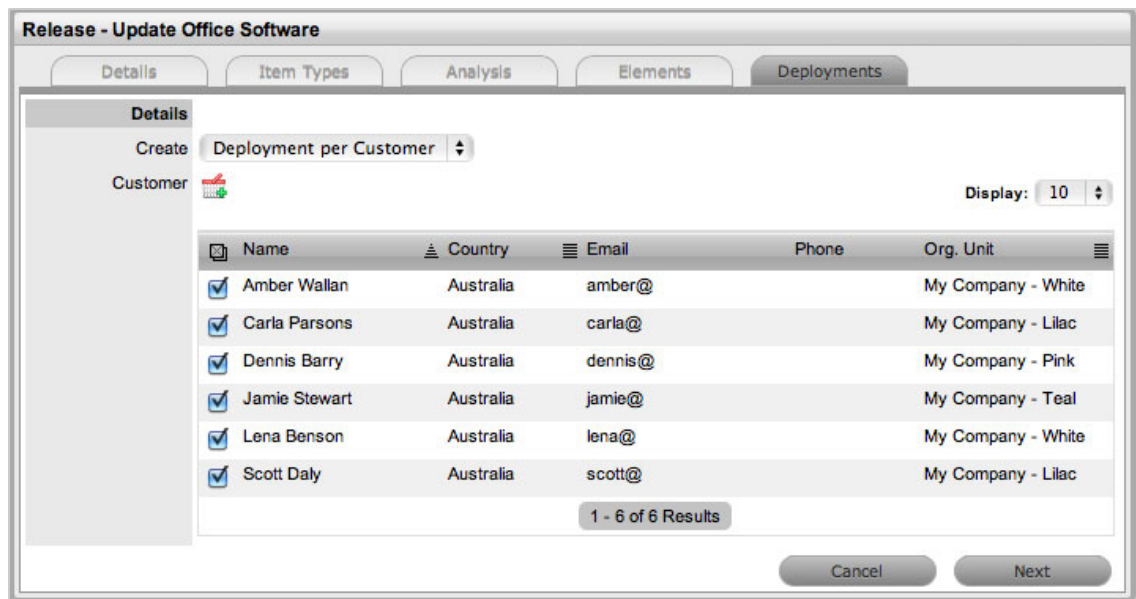 Release - Update Office Software
Details Item Types Analysis Elements Deployments
Details
Create Deployment per Customer
Customer
Display: 10
Name Country Email Phone Org. Unit
Amber Wallan Australia amber@ My Company - White
Carla Parsons Australia carla@ My Company - Lilac
Dennis Barry Australia dennis@ My Company - Pink
Jamie Stewart Australia jamie@ My Company - Teal
Lena Benson Australia lena@ My Company - White
Scott Daly Australia scott@ My Company - Lilac
1 - 6 of 6 Results
Cancel Next